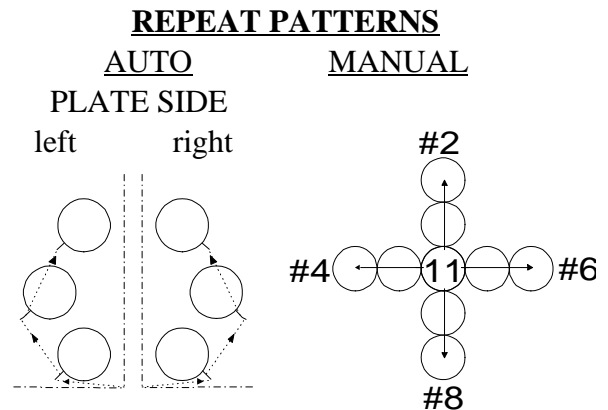 REPEAT PATTERNS
AUTO MANUAL
PLATE SIDE
left right
#2
#4 11 #6
#8